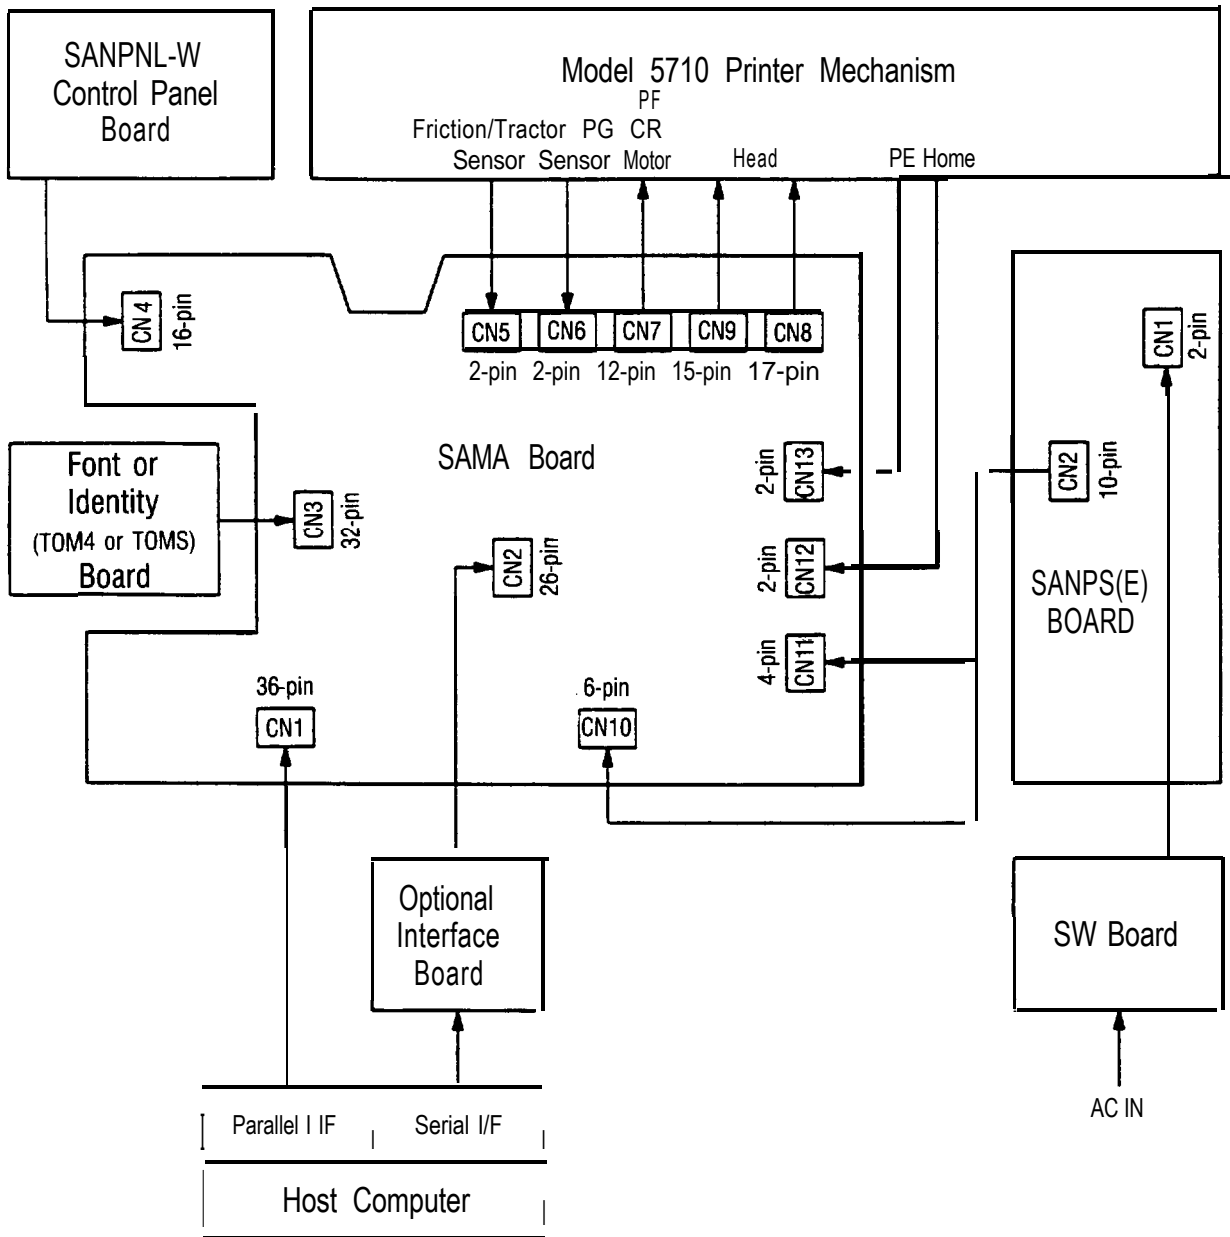 SANPNL-W
Control Panel
Board
Model 5710 Printer Mechanism
PF
Friction/Tractor PG CR
Sensor Sensor Motor Head PE Home
CN4
16-pin
CN5 CN6 CN7 CN9 CN8
2-pin 2-pin 12-pin 15-pin 17-pin
CN1
2-pin
SAMA Board
Font or
Identity
(TOM4 or TOMS)
Board
CN3
32-pin
CN2
26-pin
2-pin
CN13
2-pin
CN12
4-pin
CN11
CN2
10-pin
SANPS(E)
BOARD
36-pin
CN1
6-pin
CN10
Optional
Interface
Board
SW Board
AC IN
Parallel I IF Serial I/F
Host Computer